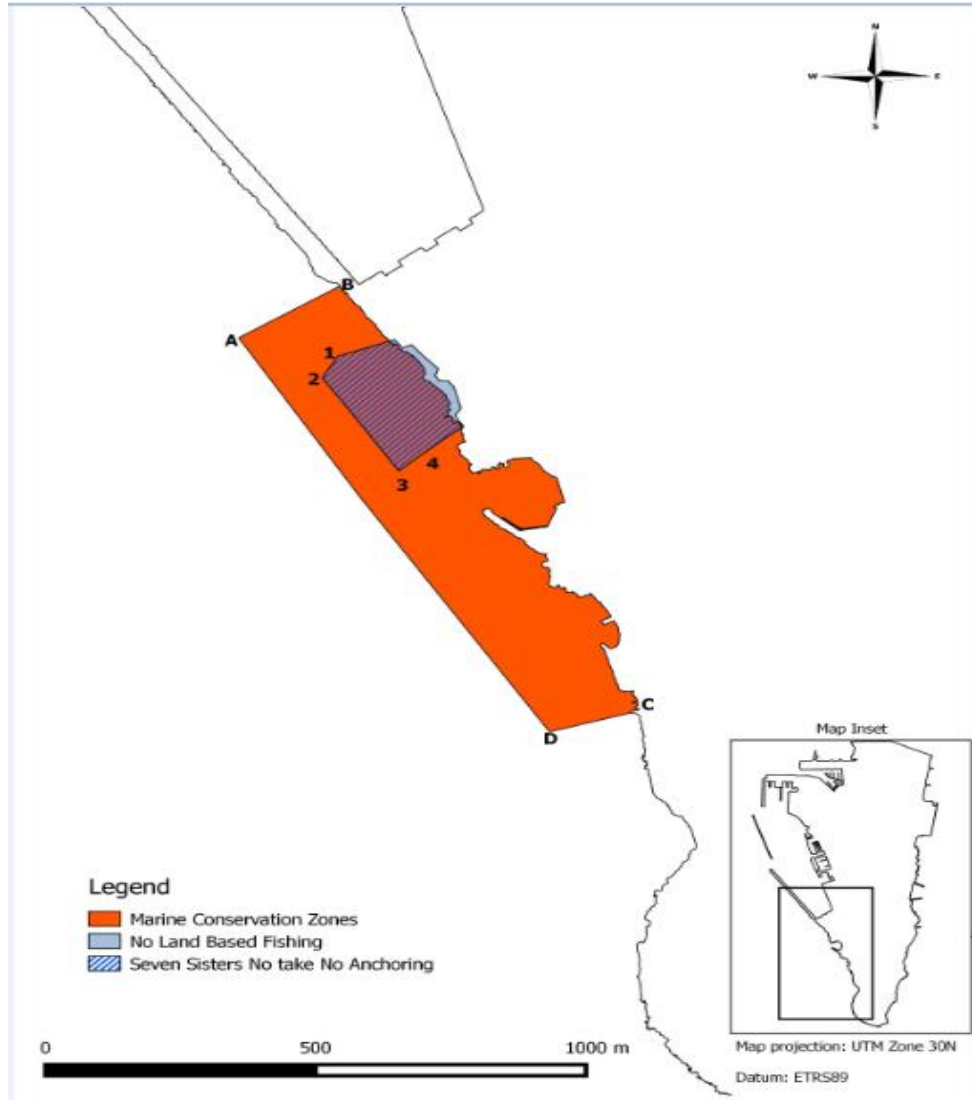 N
W E
S
B
A
1
2
4
3
C
D
Map Inset
Legend
Marine Conservation Zones
No Land Based Fishing
Seven Sisters No take No Anchoring
0 500 1000 m
Map projection: UTM Zone 30N
Datum: ETRS89